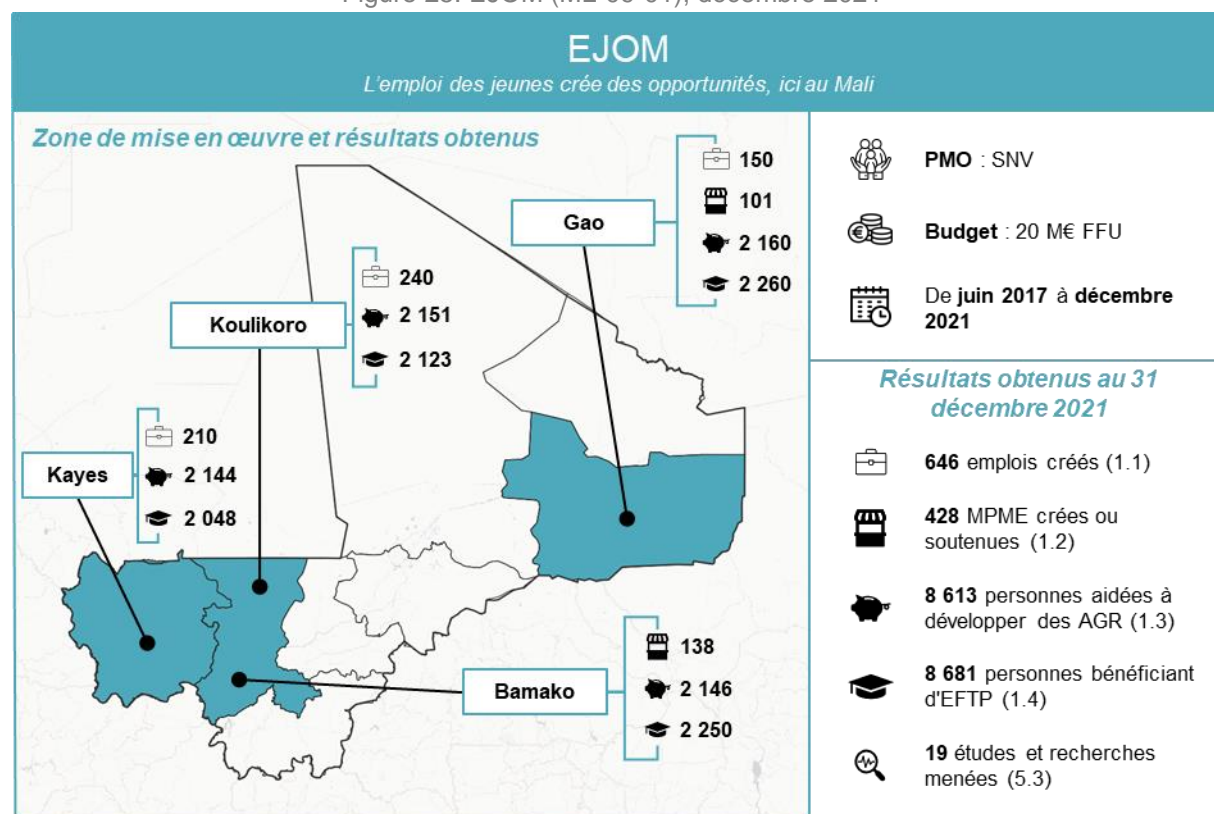 EJOM
L'emploi des jeunes crée des opportunités, ici au Mali
Zone de mise en œuvre et résultats obtenus
Gao
150
101
2 160
2 260
Koulikoro
240
2 151
2 123
Kayes
210
2 144
2 048
Bamako
138
2 146
2 250
PMO : SNV
Budget : 20 M€ FFU
De juin 2017 à décembre
2021
Résultats obtenus au 31
décembre 2021
646 emplois créés (1.1)
428 MPME crées ou
soutenues (1.2)
8 613 personnes aidées à
développer des AGR (1.3)
8 681 personnes bénéficiant
d'EFTP (1.4)
19 études et recherches
menées (5.3)